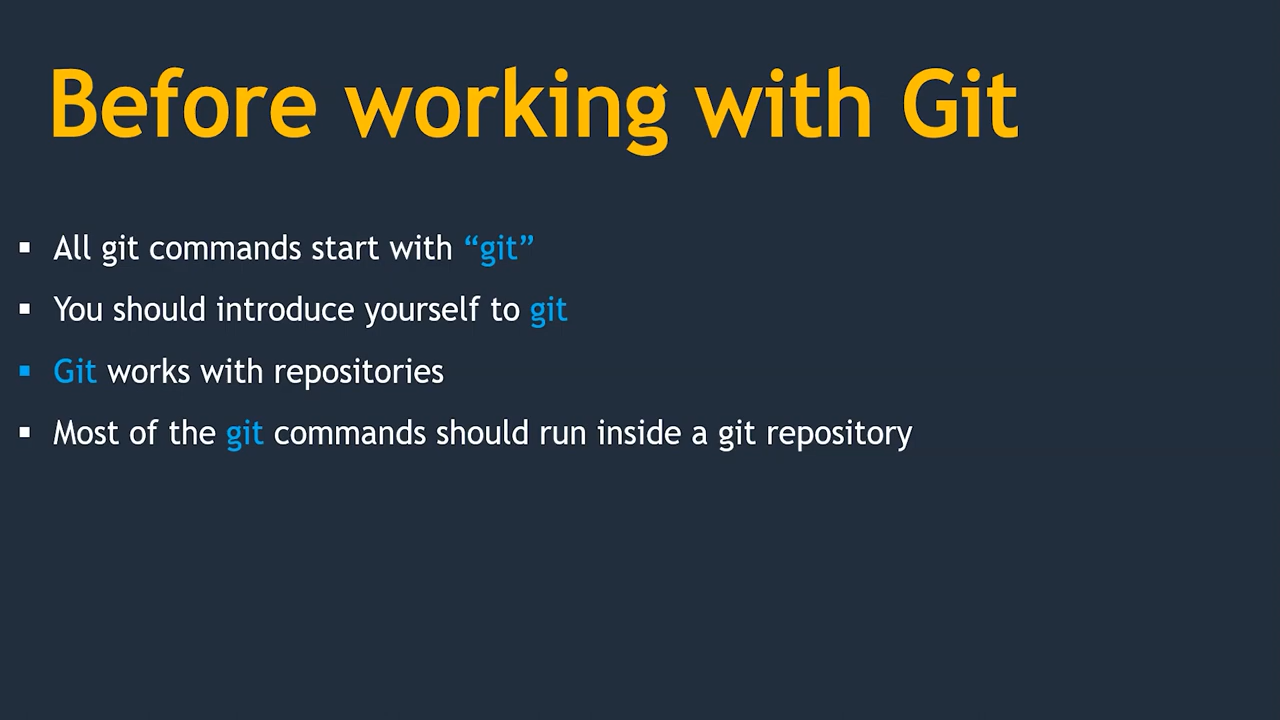 Before working with Git
▪ All git commands start with “git”
▪ You should introduce yourself to git
▪ Git works with repositories
▪ Most of the git commands should run inside a git repository